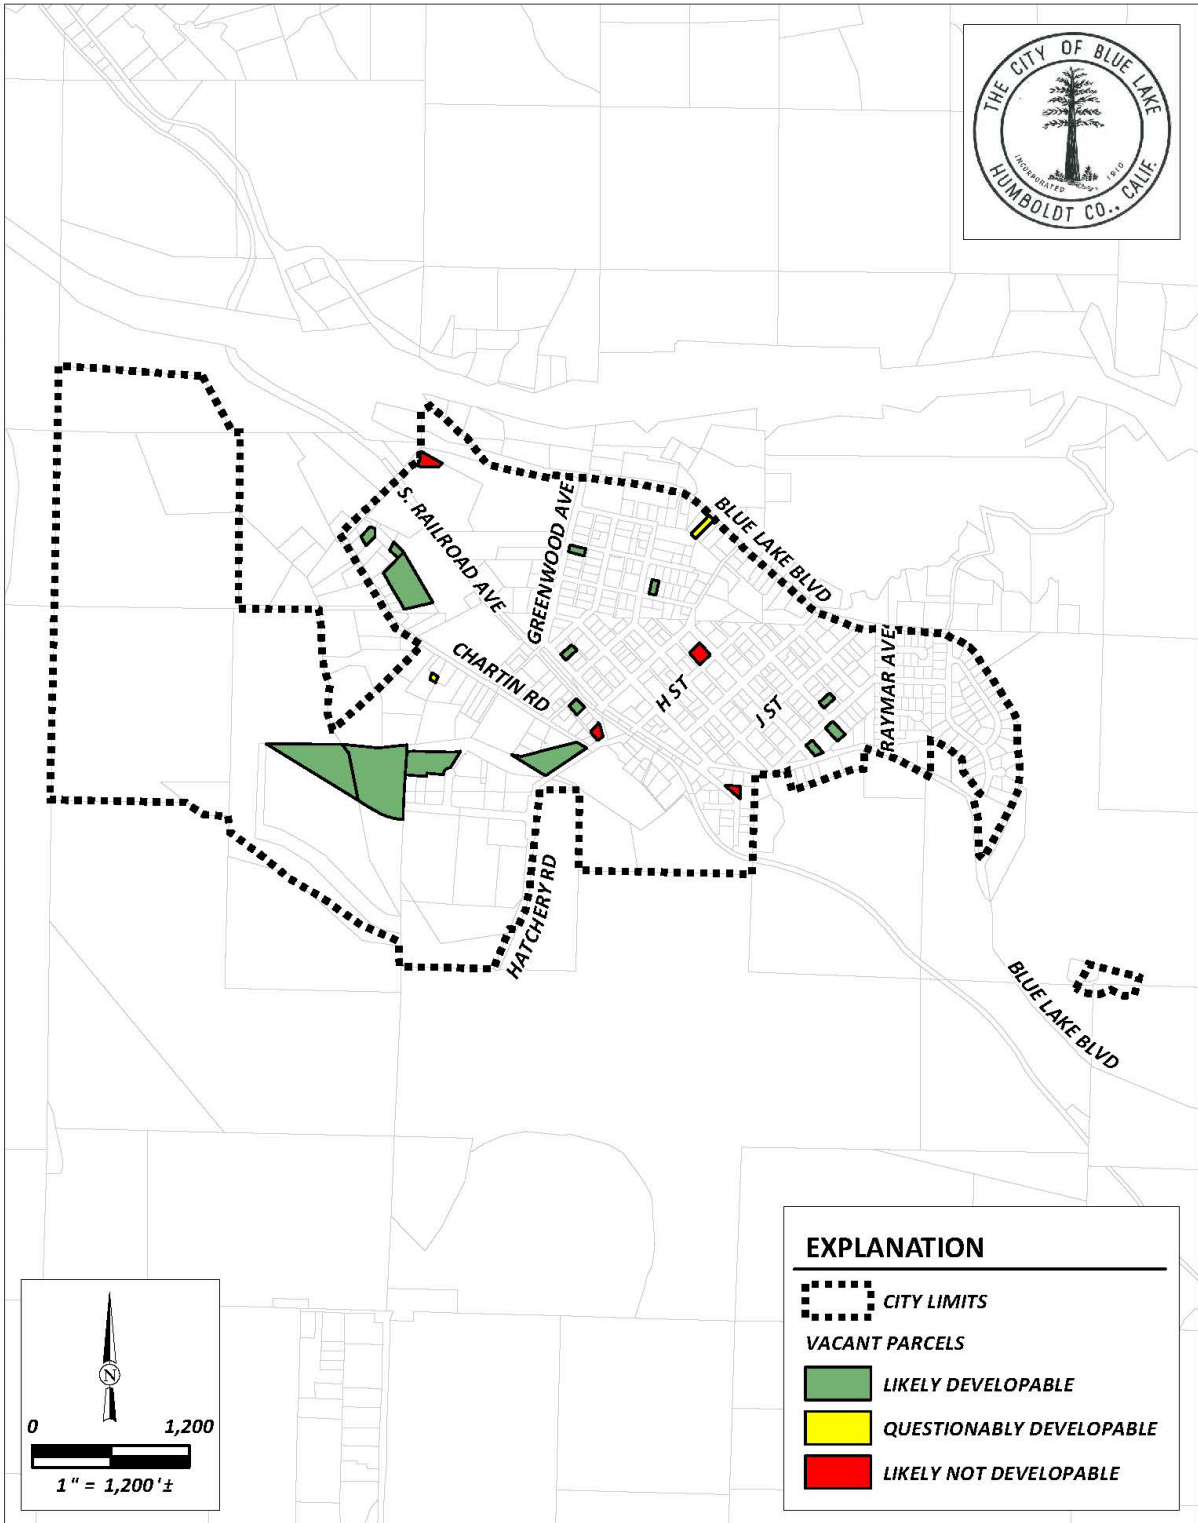 THE CITY OF BLUE LAKE
INCORPORATED 1910
HUMBOLDT CO., CALIF.
S. RAILROAD AVE
GREENWOOD AVE
BLUE LAKE BLVD
CHARTIN RD
H ST
J ST
RAYMAR AVE
HATCHERY RD
BLUE LAKE BLVD
EXPLANATION
CITY LIMITS
VACANT PARCELS
LIKELY DEVELOPABLE
QUESTIONABLY DEVELOPABLE
LIKELY NOT DEVELOPABLE
N
0 1,200
1 " = 1,200 ' ±